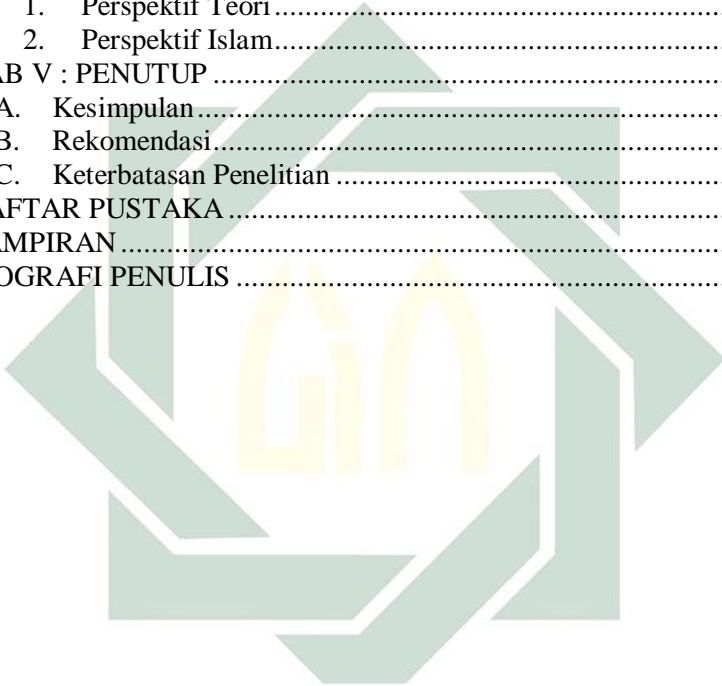 1. Perspektif Teori........................................................................
2. Perspektif Islam........................................................................
AB V : PENUTUP ........................................................................
A. Kesimpulan........................................................................
B. Rekomendasi........................................................................
C. Keterbatasan Penelitian ........................................................................
AFTAR PUSTAKA ........................................................................
AMPIRAN ........................................................................
OGRAFI PENULIS ........................................................................